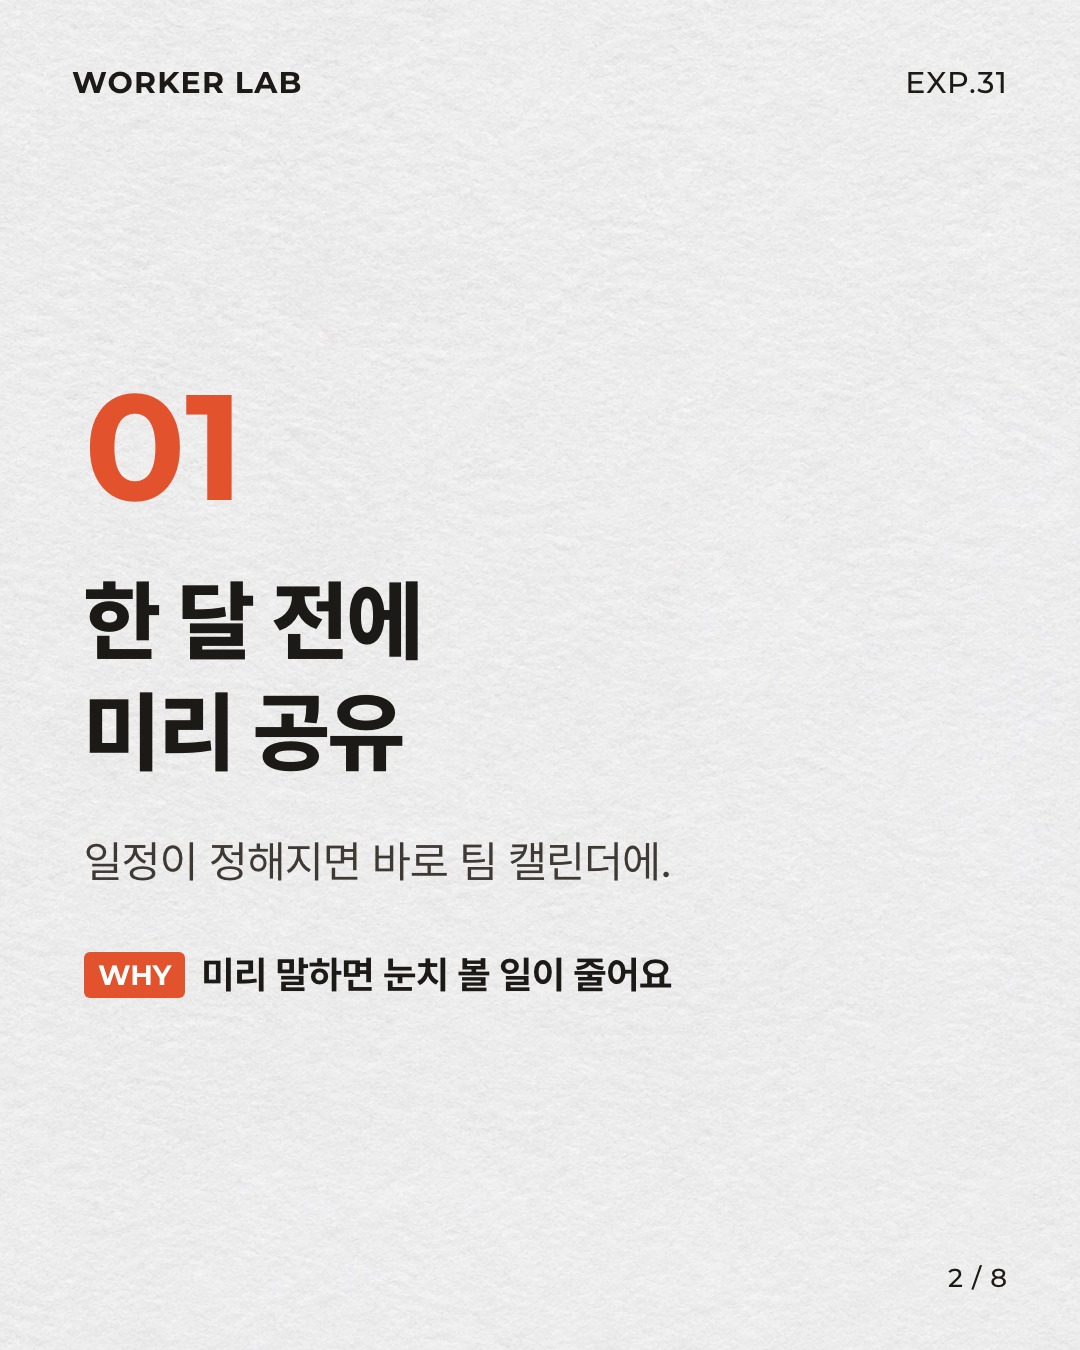 WORKER LAB
EXP.31
01
한 달 전에
미리 공유
일정이 정해지면 바로 팀 캘린더에.
WHY 미리 말하면 눈치 볼 일이 줄어요
2 / 8